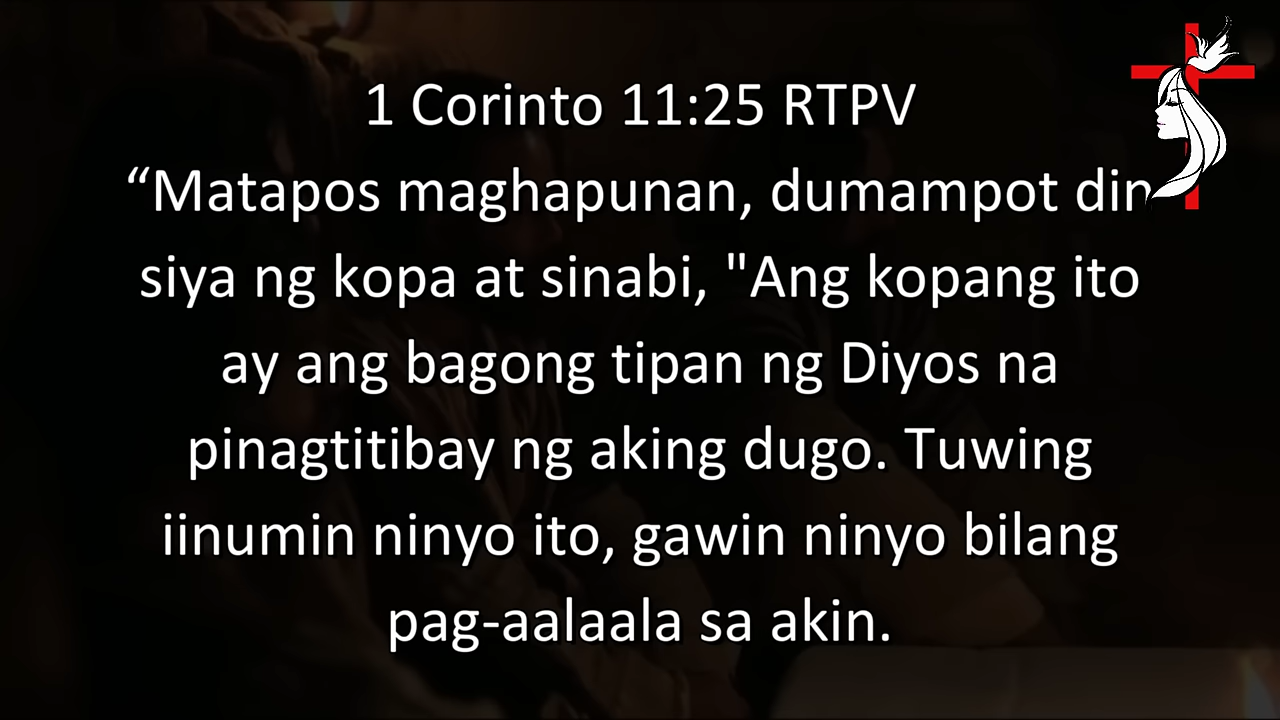 1 Corinto 11:25 RTPV
“Matapos maghapunan, dumampot din
siya ng kopa at sinabi, "Ang kopang ito
ay ang bagong tipan ng Diyos na
pinagtitibay ng aking dugo. Tuwing
iinumin ninyo ito, gawin ninyo bilang
pag-aalaala sa akin.